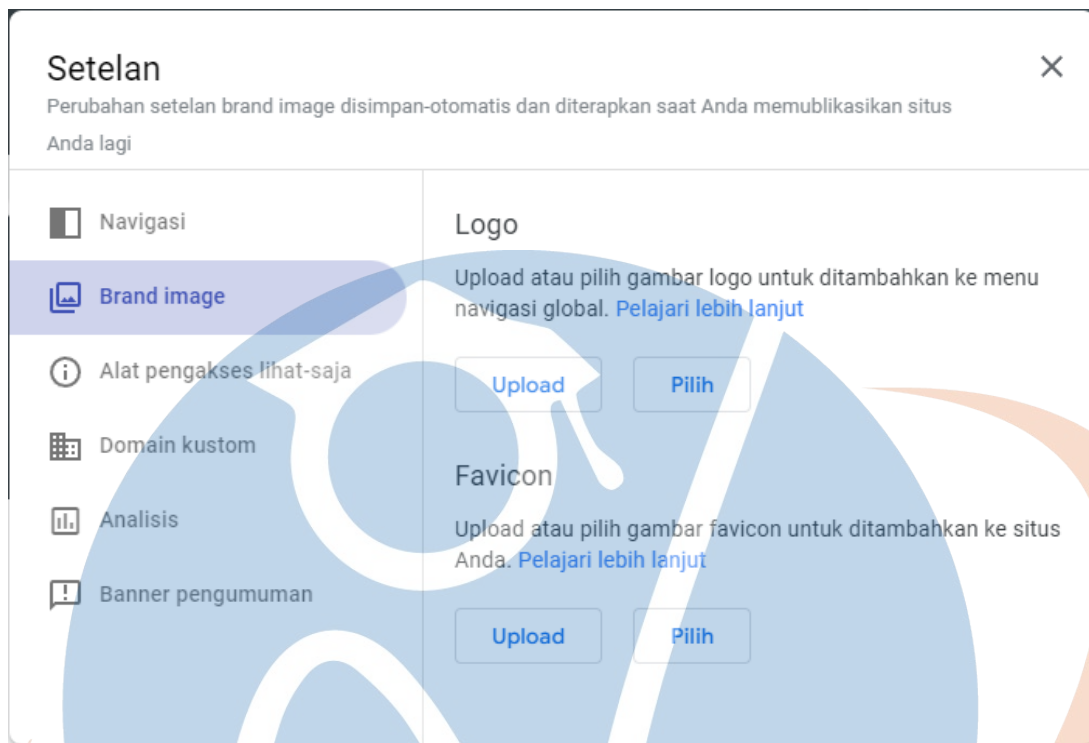 Setelan
Perubahan setelan brand image disimpan-otomatis dan diterapkan saat Anda memublikasikan situs
Anda lagi
Navigasi
Brand image
Alat pengakses lihat-saja
Domain kustom
Analisis
Banner pengumuman
Logo
Upload atau pilih gambar logo untuk ditambahkan ke menu
navigasi global. Pelajari lebih lanjut
Upload Pilih
Favicon
Upload atau pilih gambar favicon untuk ditambahkan ke situs
Anda. Pelajari lebih lanjut
Upload Pilih